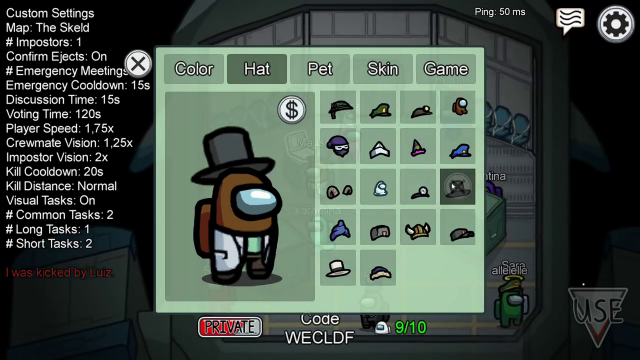 Custom Settings
Map: The Skeld
# Impostors: 1
Confirm Ejects: On
# Emergency Meetings
Emergency Cooldown: 15s
Discussion Time: 15s
Voting Time: 120s
Player Speed: 1,75x
Crewmate Vision: 1,25x
Impostor Vision: 2x
Kill Cooldown: 20s
Kill Distance: Normal
Visual Tasks: On
# Common Tasks: 2
# Long Tasks: 1
# Short Tasks: 2
I was kicked by Luiz.
Ping: 50 ms
Color Hat Pet Skin Game
$
tina
Sara
allelelle
USE
PRIVATE
Code
WECLDF
9/10